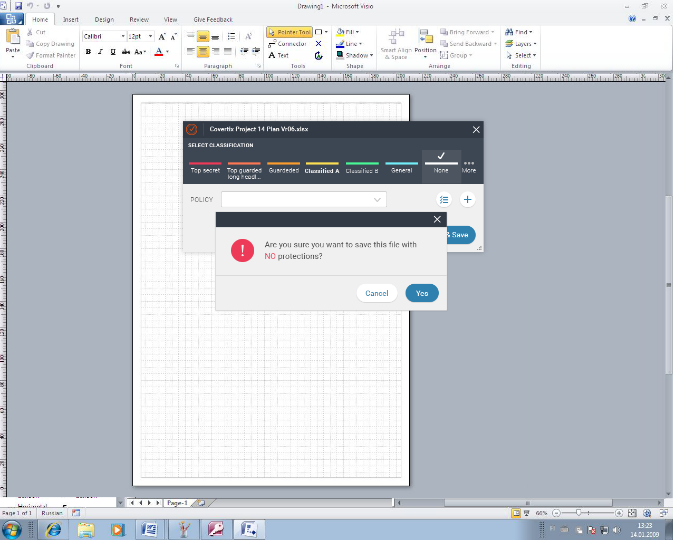 Drawing1 - Microsoft Visio
Home Insert Design Review View Give Feedback
Paste
Cut
Copy Drawing
Format Painter
Clipboard
Calibri 12pt
B I U abc Aa
Font
Paragraph
Pointer Tool
Connector
A Text
Tools
Fill
Line
Shadow
Shape
Smart Align & Space
Position
Bring Forward
Send Backward
Group
Arrange
Find
Layers
Select
Editing
Covertix Project 14 Plan Vr06.xlex
SELECT CLASSIFICATION
Top secret
Top guarded long headl...
Guardeded
Classified A
Classified B
General
None
More
POLICY
& Save
Are you sure you want to save this file with
NO protections?
Cancel Yes
Horizontal
Page-1
Page 1 of 1 Russian
66%
13:23
14.01.2009